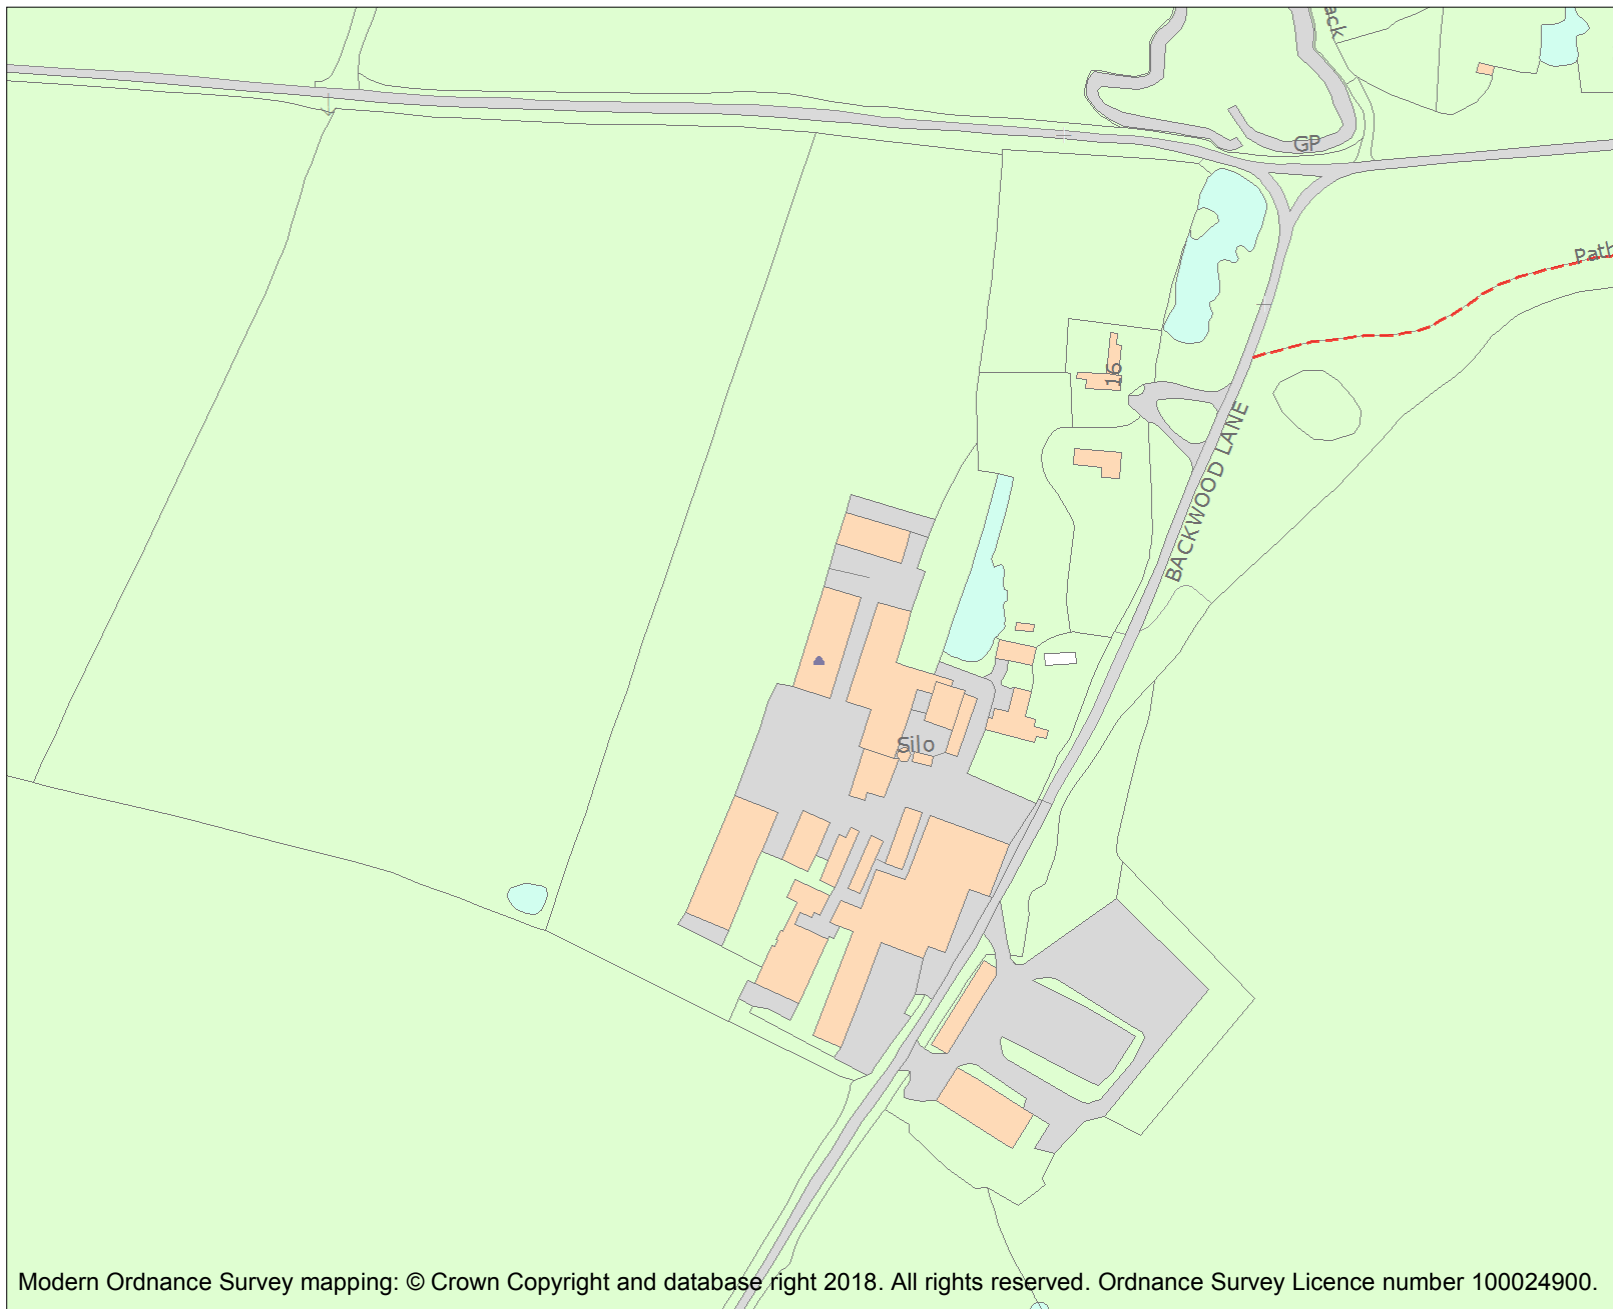 ack
GP
Path
16
BACKWOOD LANE
Silo
Modern Ordnance Survey mapping: © Crown Copyright and database right 2018. All rights reserved. Ordnance Survey Licence number 100024900.